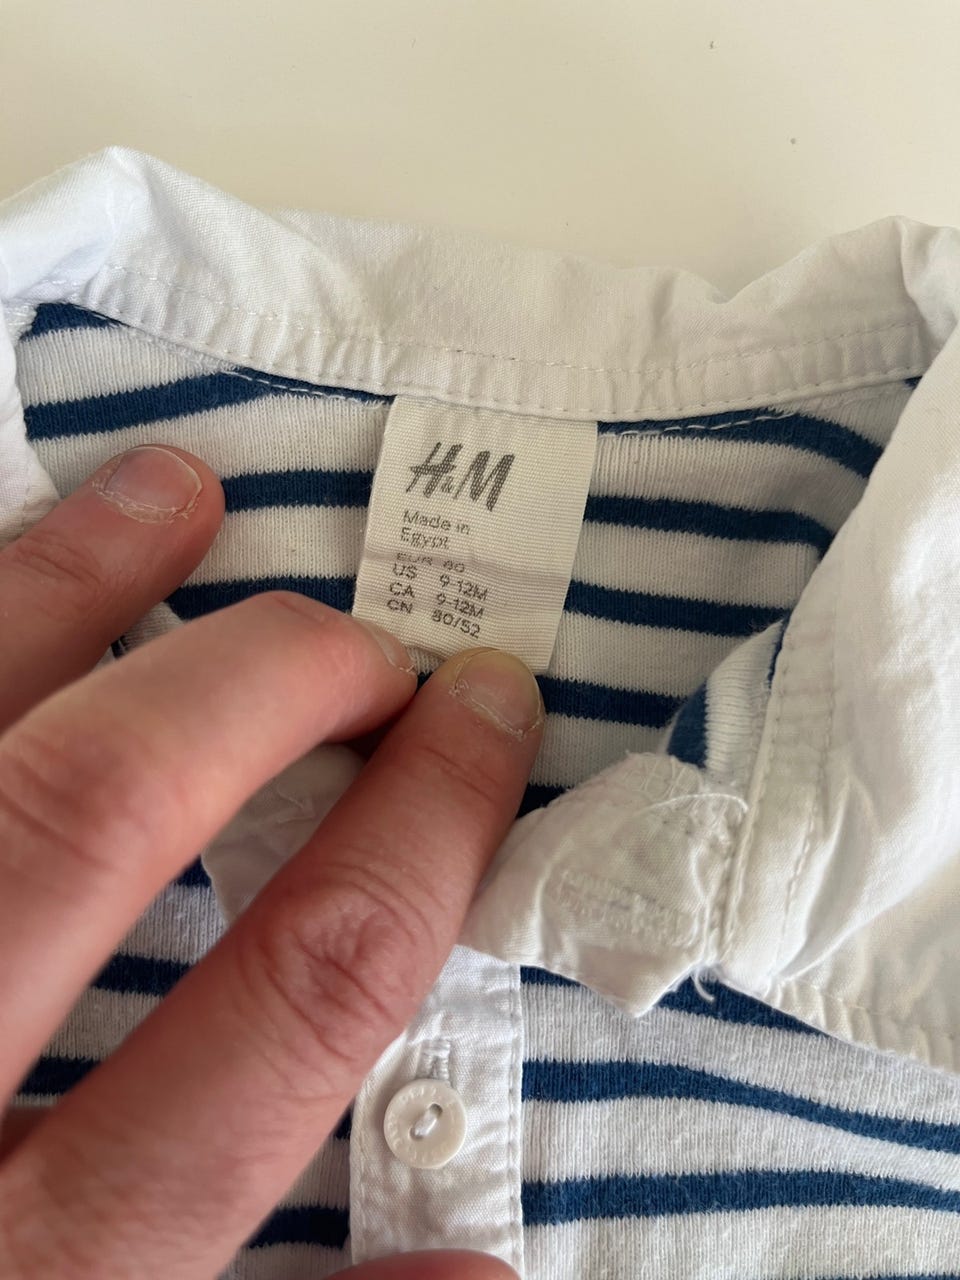 H&M
Made in
Egypt
EUR 80
US 9-12M
CA 9-12M
CN 80/52